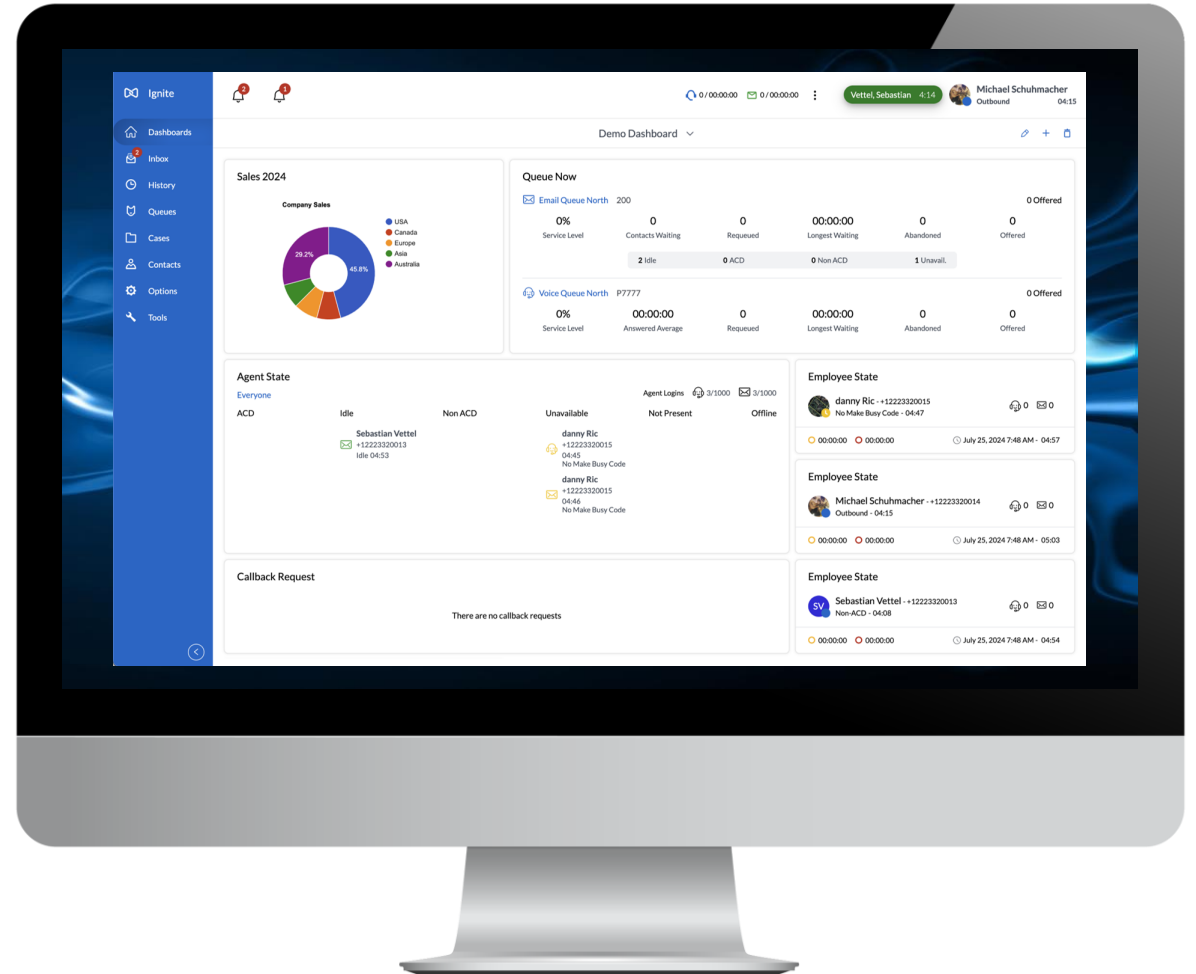 Ignite
2
1
0 / 00:00:00
0 / 00:00:00
Vettel, Sebastian 4:14
Michael Schuhmacher
Outbound 04:15
Dashboards
2
Inbox
History
Queues
Cases
Contacts
Options
Tools
Demo Dashboard
Sales 2024
Company Sales
29.2%
45.8%
USA
Canada
Europe
Asia
Australia
Queue Now
Email Queue North 200 0 Offered
0% 0 0 00:00:00 0 0
Service Level Contacts Waiting Requeued Longest Waiting Abandoned Offered
2 Idle 0 ACD 0 Non ACD 1 Unavail.
Voice Queue North P7777 0 Offered
0% 00:00:00 0 00:00:00 0 0
Service Level Answered Average Requeued Longest Waiting Abandoned Offered
Agent State
Everyone
Agent Logins 3/1000 3/1000
ACD Idle Non ACD Unavailable Not Present Offline
Sebastian Vettel
+12223320013
Idle 04:53
danny Ric
+12223320015
04:45
No Make Busy Code
danny Ric
+12223320015
04:46
No Make Busy Code
Employee State
danny Ric - +12223320015
No Make Busy Code - 04:47
0 0
00:00:00 00:00:00 July 25, 2024 7:48 AM - 04:57
Employee State
Michael Schuhmacher - +12223320014
Outbound - 04:15
0 0
00:00:00 00:00:00 July 25, 2024 7:48 AM - 05:03
Callback Request
There are no callback requests
Employee State
SV
Sebastian Vettel - +12223320013
Non-ACD - 04:08
0 0
00:00:00 00:00:00 July 25, 2024 7:48 AM - 04:54